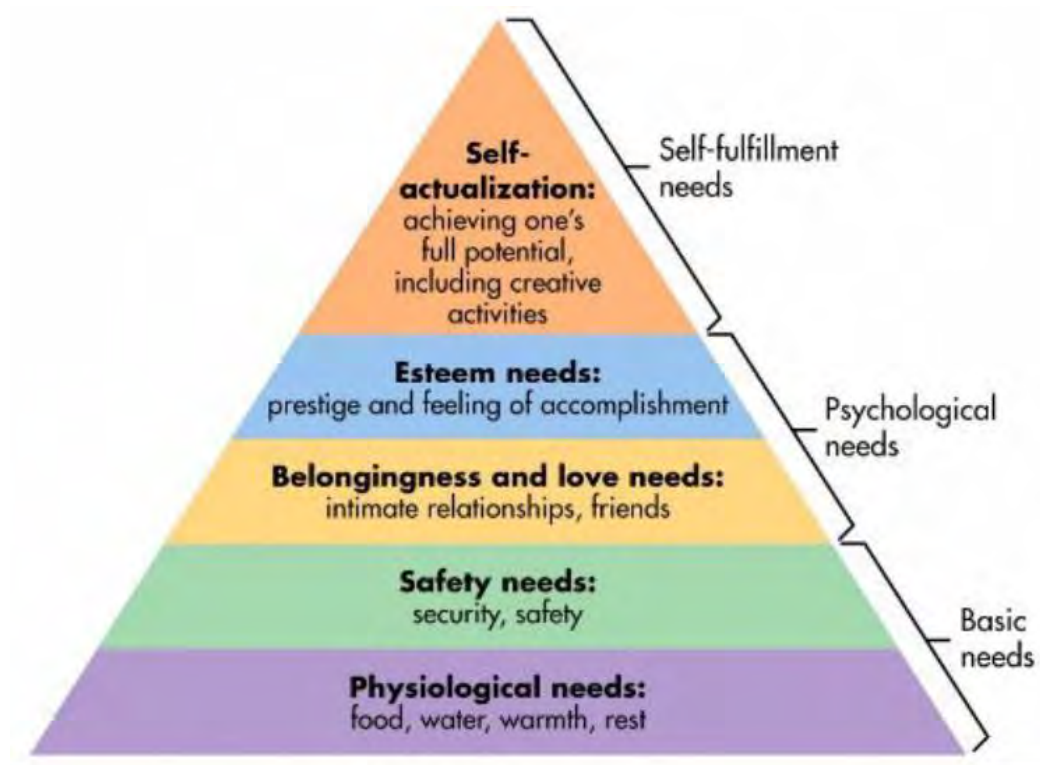 Self-
actualization:
achieving one's
full potential,
including creative
activities
Self-fulfillment
needs
Esteem needs:
prestige and feeling of accomplishment
Psychological
needs
Belongingness and love needs:
intimate relationships, friends
Safety needs:
security, safety
Basic
needs
Physiological needs:
food, water, warmth, rest